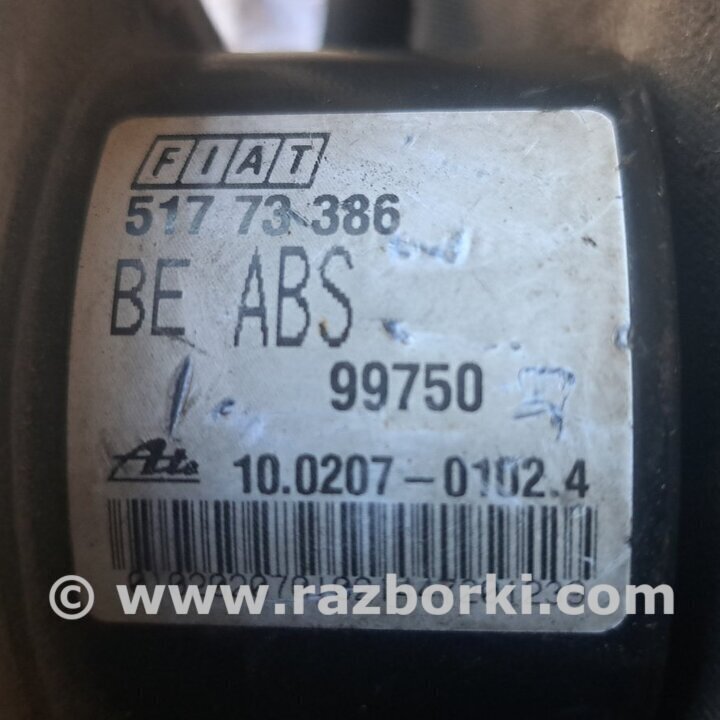 FIAT
517 73 386
BE ABS
99750
Ate
10.0207-0102.4
© www.razborki.com